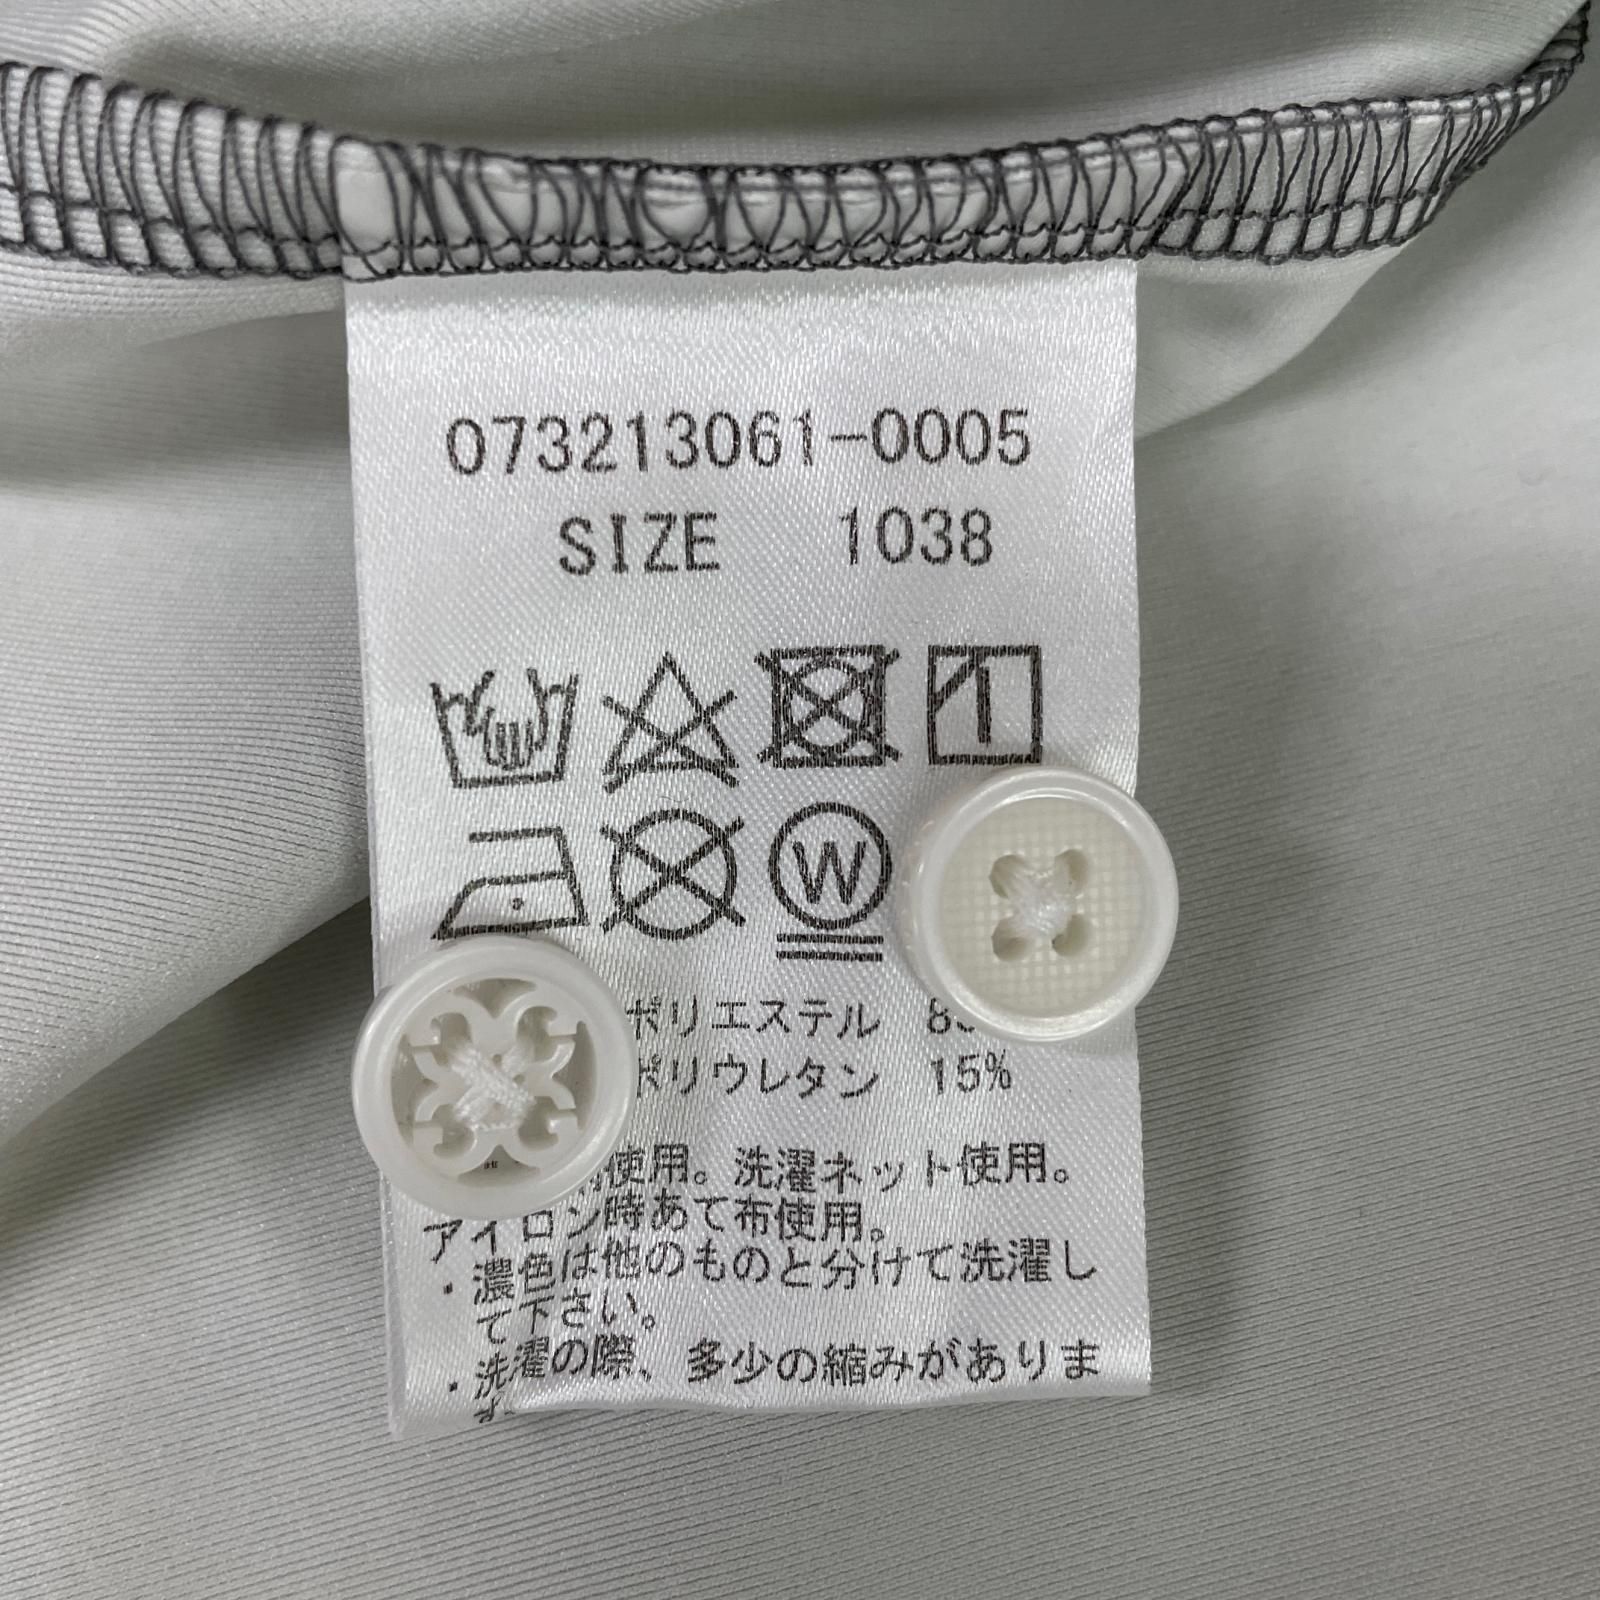 073213061-0005
SIZE 1038
W
ポリエステル
ポリウレタン 15%
使用。洗濯ネット使用。
アイロン時あて布使用。
・濃色は他のものと分けて洗濯し
て下さい。
・洗濯の際、多少の縮みがありま